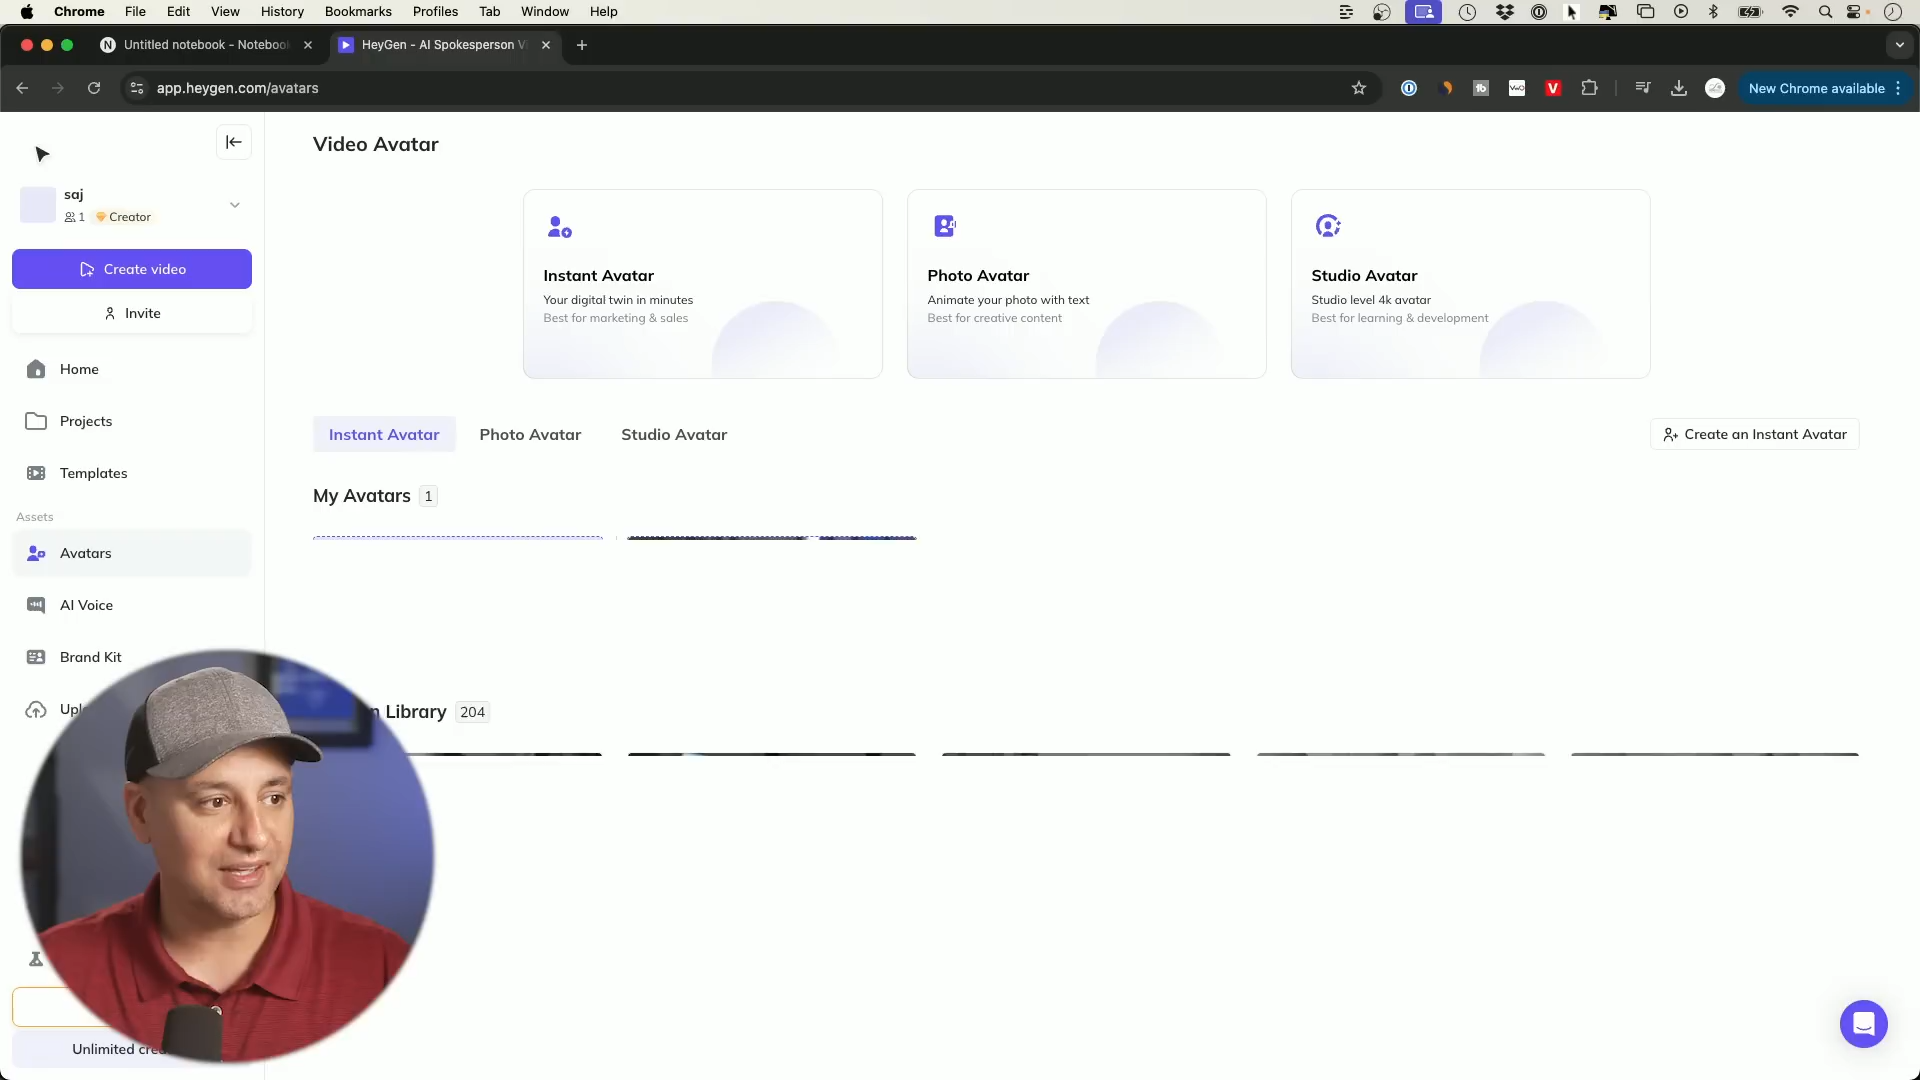 Chrome File Edit View History Bookmarks Profiles Tab Window Help
Untitled notebook - Notebook
HeyGen - AI Spokesperson V
app.heygen.com/avatars
New Chrome available
saj
1 Creator
Create video
Invite
Home
Projects
Templates
Assets
Avatars
AI Voice
Brand Kit
Unlimited
Video Avatar
Instant Avatar
Your digital twin in minutes
Best for marketing & sales
Photo Avatar
Animate your photo with text
Best for creative content
Studio Avatar
Studio level 4k avatar
Best for learning & development
Instant Avatar Photo Avatar Studio Avatar
Create an Instant Avatar
My Avatars 1
Library 204